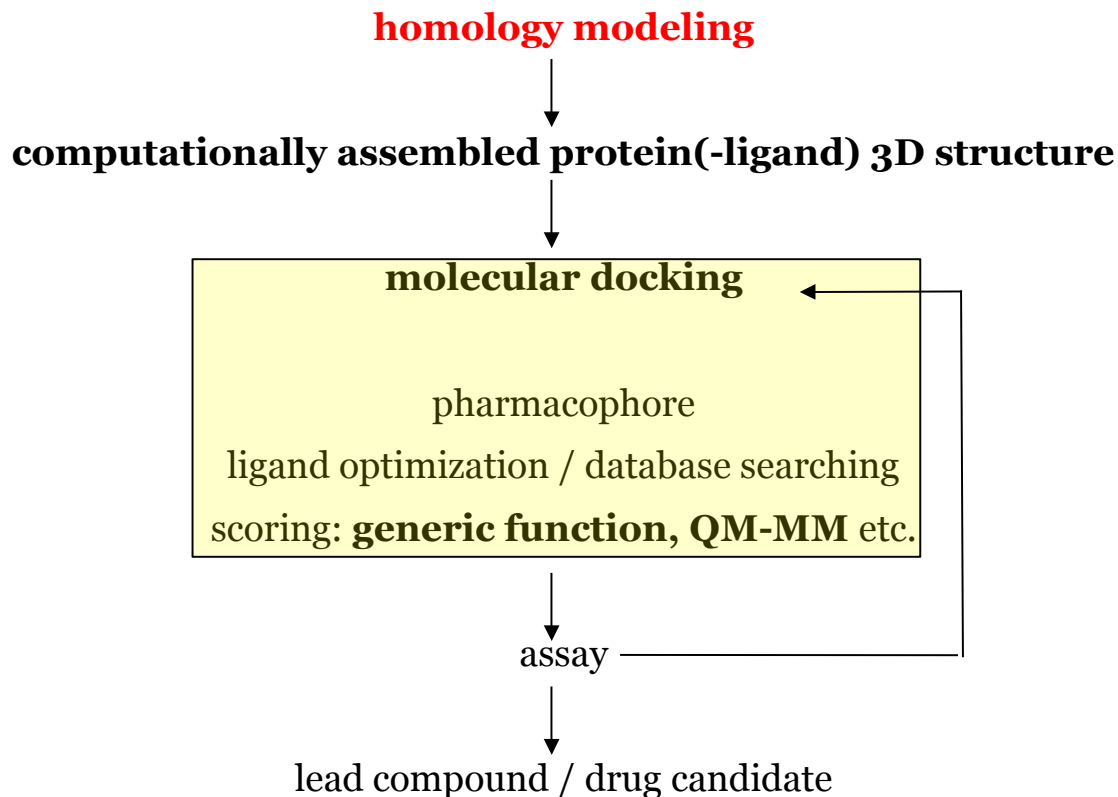 homology modeling
computationally assembled protein(-ligand) 3D structure
molecular docking
pharmacophore
ligand optimization / database searching
scoring: generic function, QM-MM etc.
assay
lead compound / drug candidate